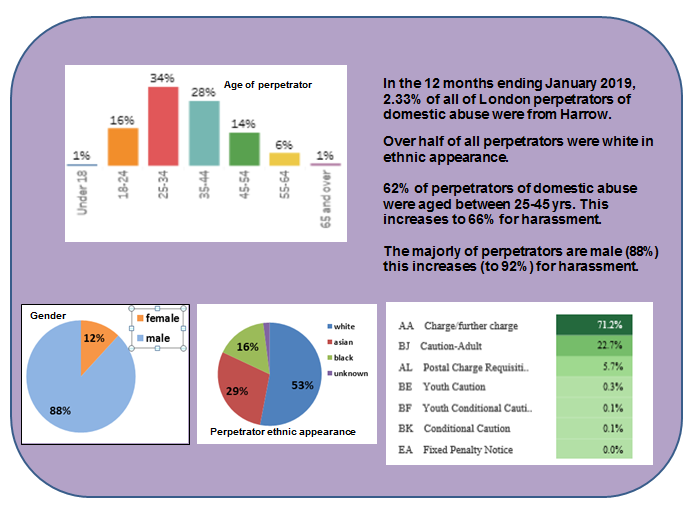 Age of perpetrator
34%
28%
16%
14%
6%
1%
1%
Under 18
18-24
25-34
35-44
45-54
55-64
65 and over
In the 12 months ending January 2019,
2.33% of all of London perpetrators of
domestic abuse were from Harrow.
Over half of all perpetrators were white in
ethnic appearance.
62% of perpetrators of domestic abuse
were aged between 25-45 yrs. This
increases to 66% for harassment.
The majorly of perpetrators are male (88%)
this increases (to 92%) for harassment.
Gender
female
male
12%
88%
white
asian
black
unknown
16%
29%
53%
Perpetrator ethnic appearance
AA Charge/further charge 71.2%
BJ Caution-Adult 22.7%
AL Postal Charge Requisiti.. 5.7%
BE Youth Caution 0.3%
BF Youth Conditional Cauti.. 0.1%
BK Conditional Caution 0.1%
EA Fixed Penalty Notice 0.0%